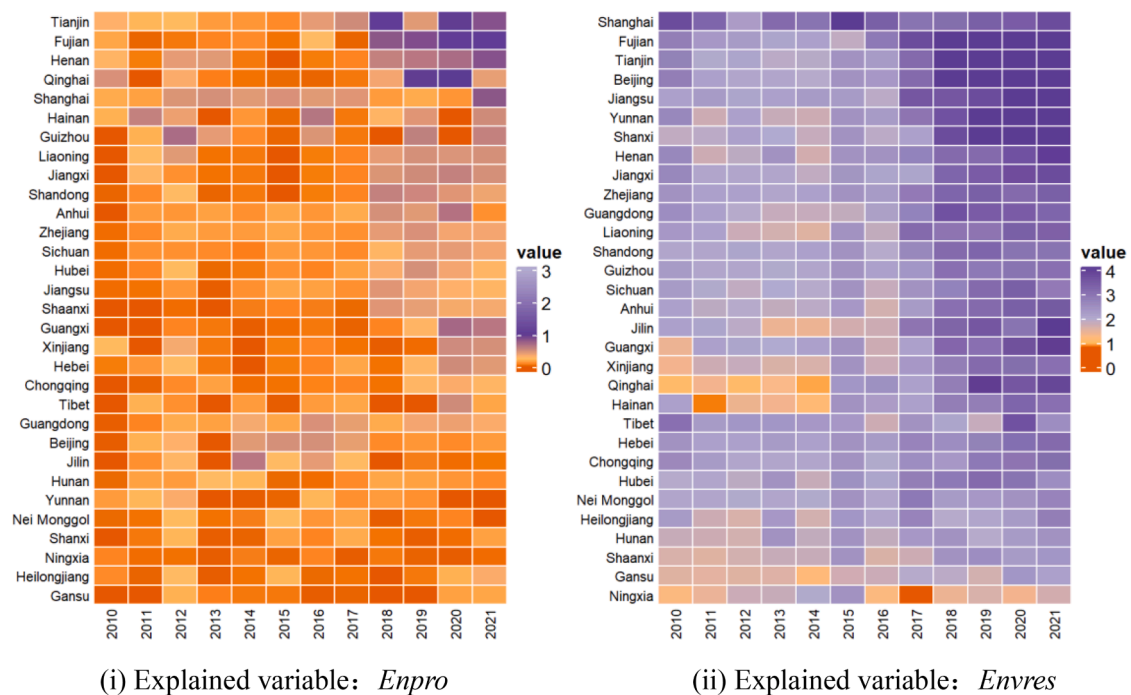 Tianjin
Fujian
Henan
Qinghai
Shanghai
Hainan
Guizhou
Liaoning
Jiangxi
Shandong
Anhui
Zhejiang
Sichuan
Hubei
Jiangsu
Shaanxi
Guangxi
Xinjiang
Hebei
Chongqing
Tibet
Guangdong
Beijing
Jilin
Hunan
Yunnan
Nei Monggol
Shanxi
Ningxia
Heilongjiang
Gansu
2010 2011 2012 2013 2014 2015 2016 2017 2018 2019 2020 2021
value
3
2
1
0
(i) Explained variable: Enpro
Shanghai
Fujian
Tianjin
Beijing
Jiangsu
Yunnan
Shanxi
Henan
Jiangxi
Zhejiang
Guangdong
Liaoning
Shandong
Guizhou
Sichuan
Anhui
Jilin
Guangxi
Xinjiang
Qinghai
Hainan
Tibet
Hebei
Chongqing
Hubei
Nei Monggol
Heilongjiang
Hunan
Shaanxi
Gansu
Ningxia
2010 2011 2012 2013 2014 2015 2016 2017 2018 2019 2020 2021
value
4
3
2
1
0
(ii) Explained variable: Envres